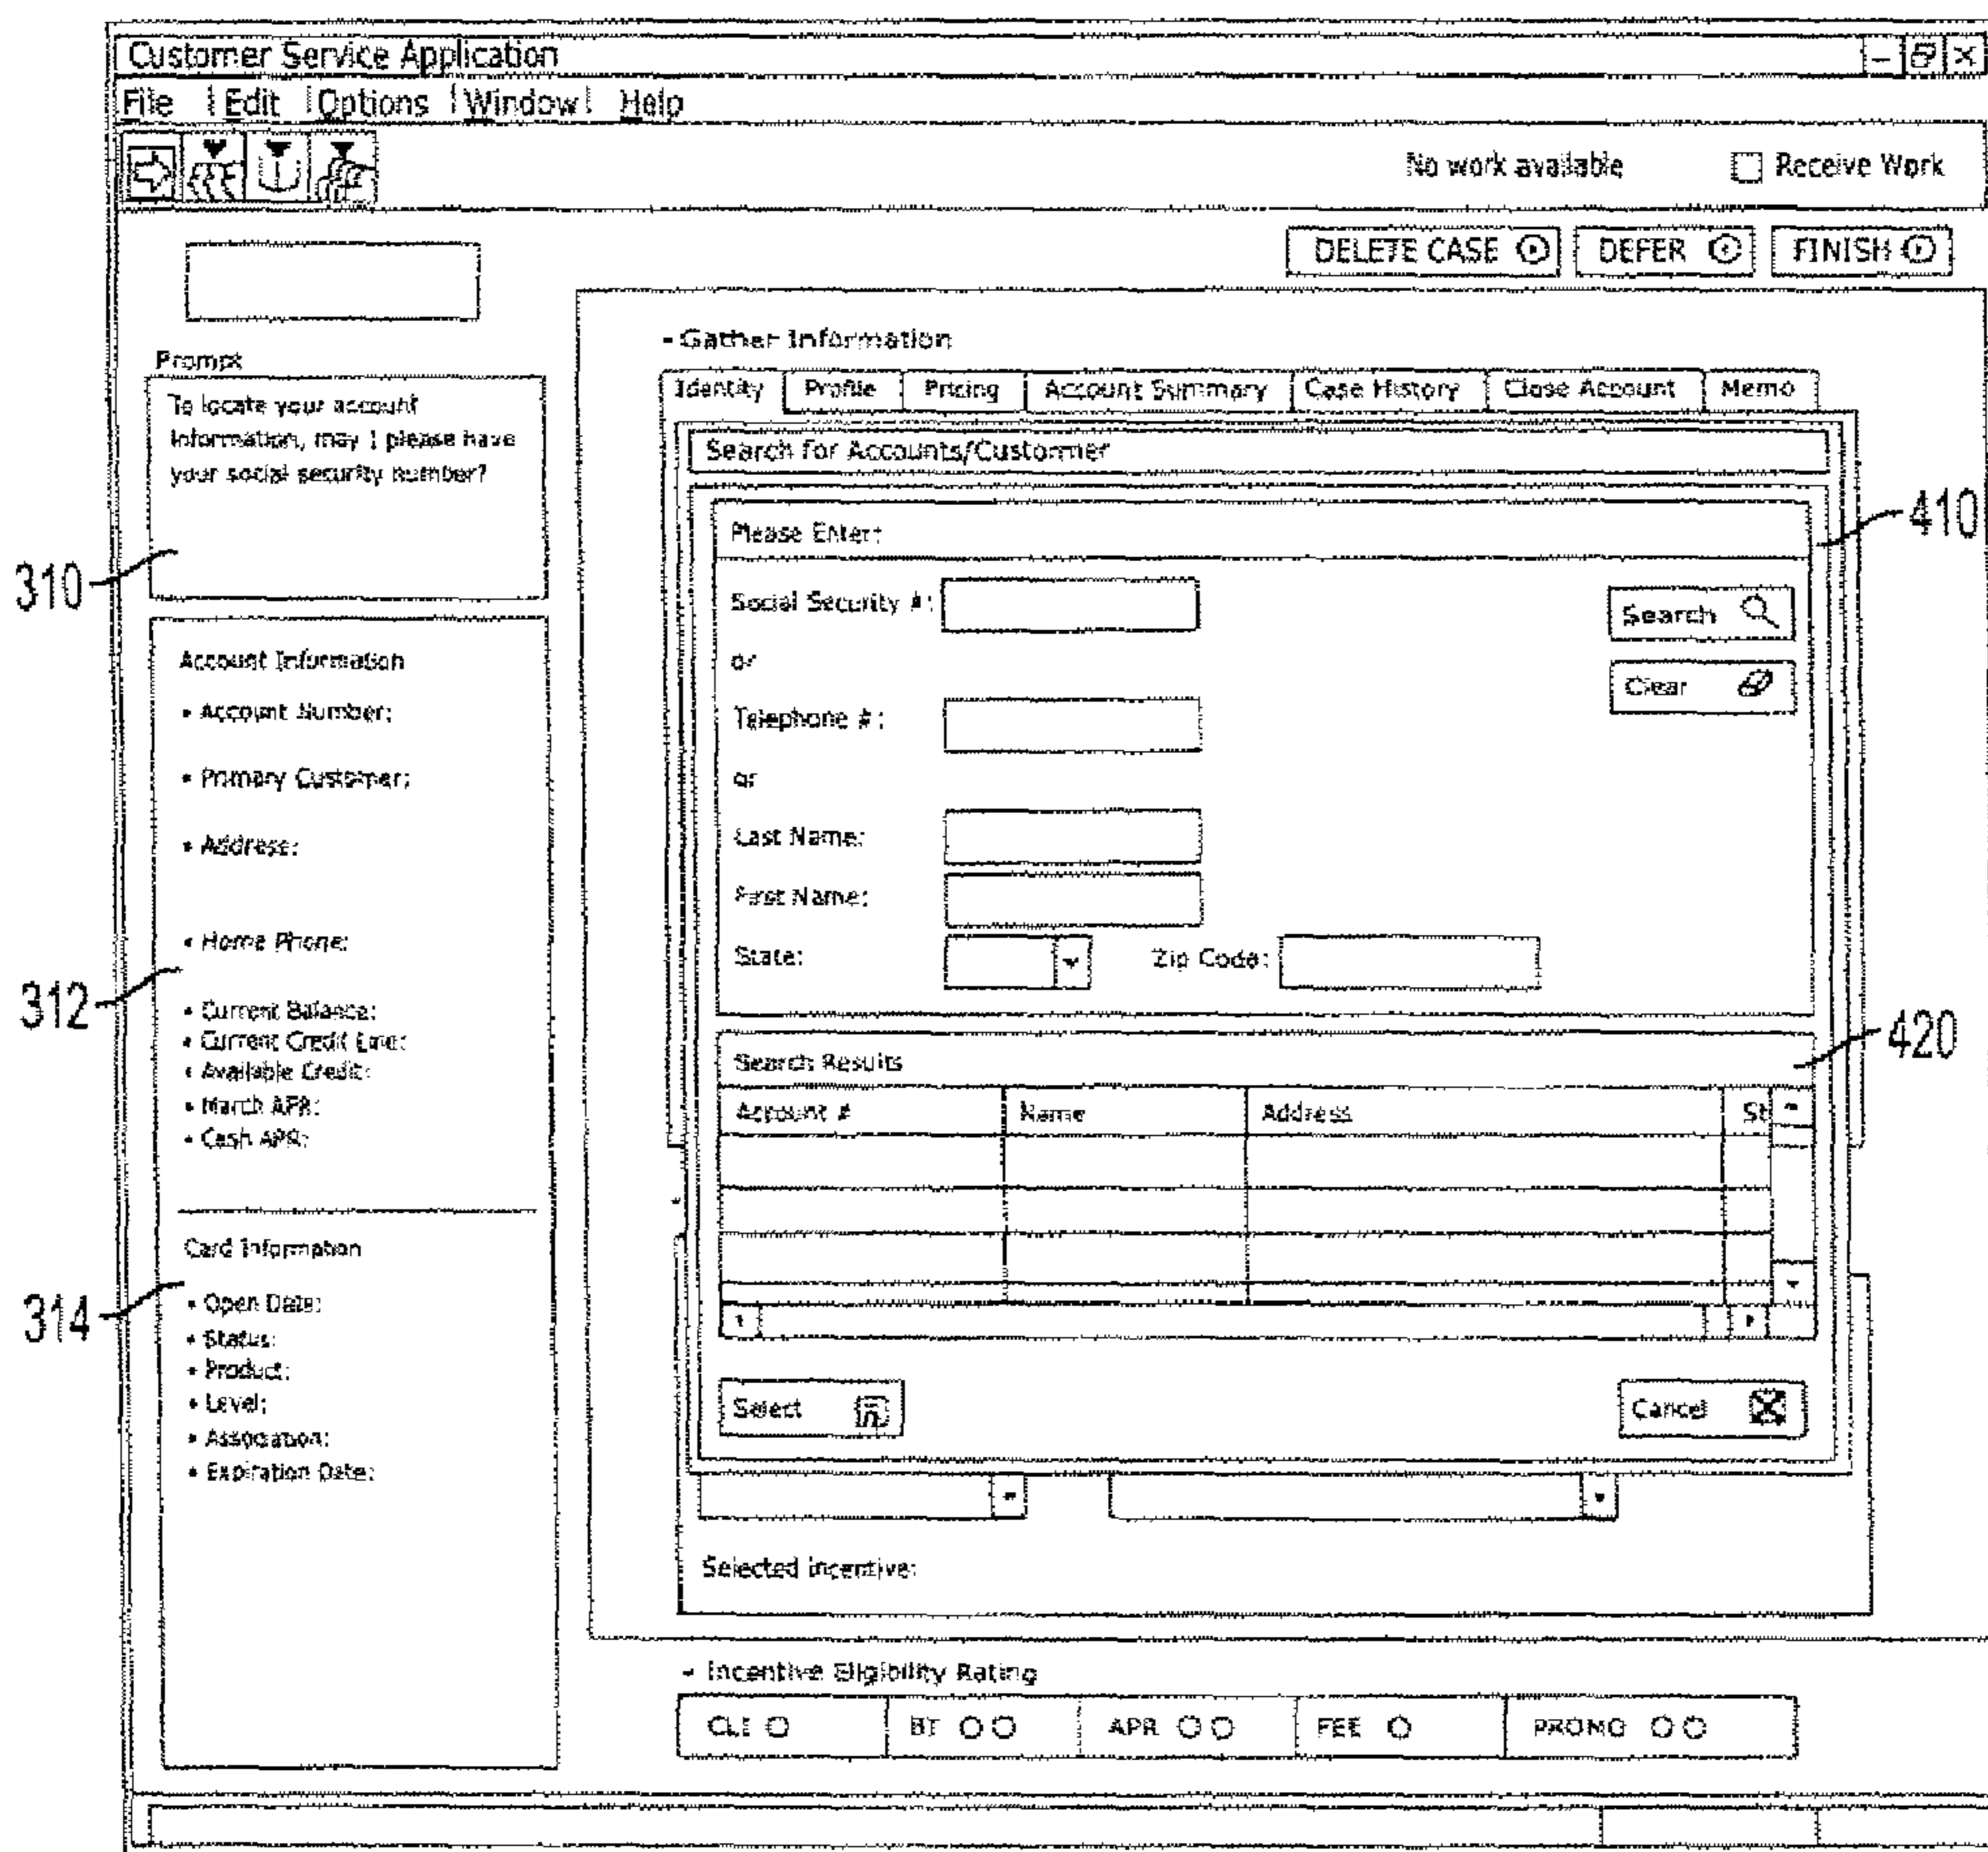 Customer Service Application
File Edit Options Window Help
No work available Receive Work
DELETE CASE DEFER FINISH
Prompt
To locate your account
information, may I please have
your social security number?
310
Account Information
• Account Number:
• Primary Customer:
• Address:
• Home Phone:
312
• Current Balance:
• Current Credit Line:
• Available Credit:
• March APR:
• Cash APR:
Card Information
314
• Open Date:
• Status:
• Product:
• Level:
• Association:
• Expiration Date:
Gather Information
Identity Profile Pricing Account Summary Case History Close Account Memo
Search for Accounts/Custormer
410
Please Enter:
Social Security #:
Search
or
Clear
Telephone #:
or
Last Name:
First Name:
State: Zip Code:
420
Search Results
Account # Name Address St
Select Cancel
Selected incentive:
Incentive Eligibility Rating
CLI BT APR FEE PROMO